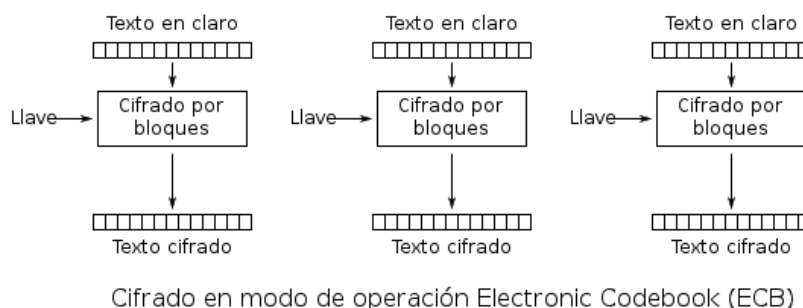 Texto en claro
Texto en claro
Texto en claro
Llave
Cifrado por
bloques
Llave
Cifrado por
bloques
Llave
Cifrado por
bloques
Texto cifrado
Texto cifrado
Texto cifrado
Cifrado en modo de operación Electronic Codebook (ECB)